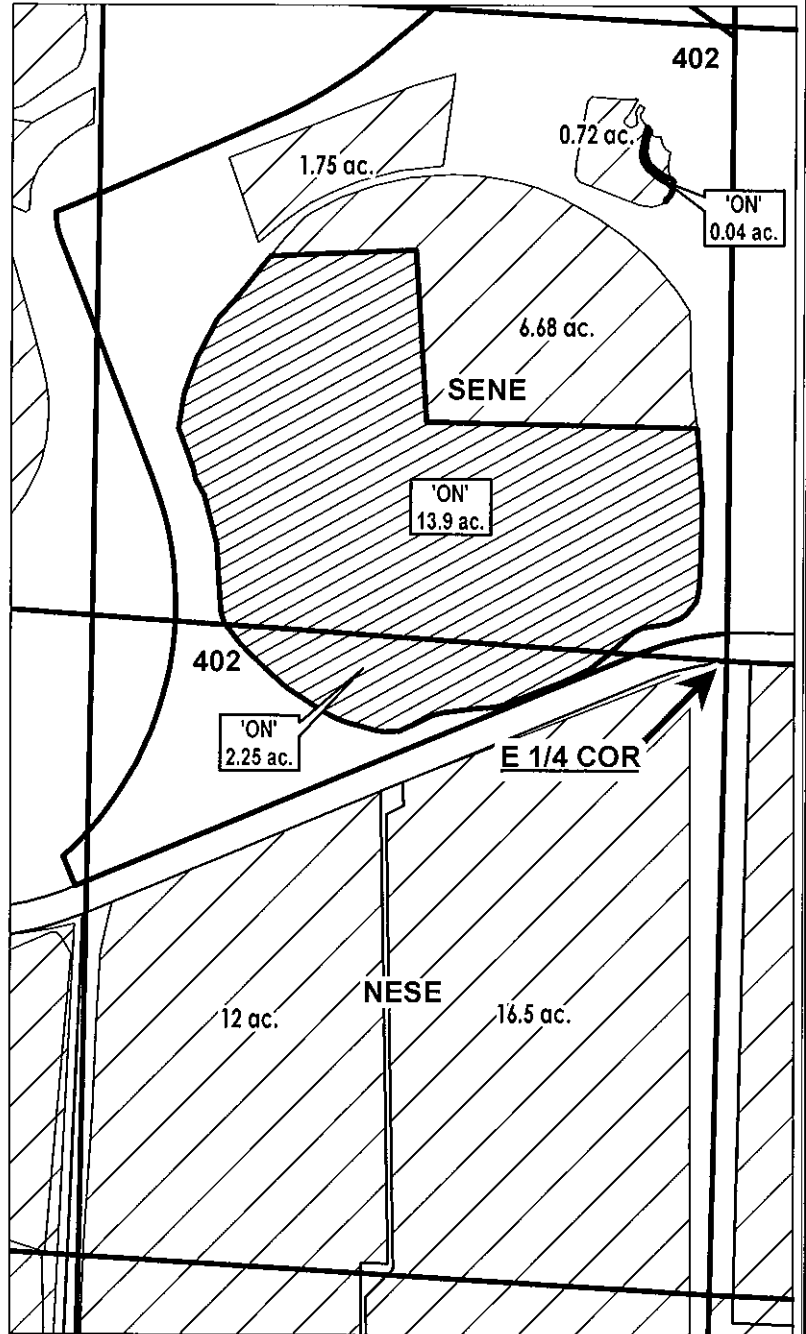 402
0.72 ac.
1.75 ac.
'ON'
0.04 ac.
6.68 ac.
SENE
'ON'
13.9 ac.
402
'ON'
2.25 ac.
E 1/4 COR
NESE
12 ac.
16.5 ac.